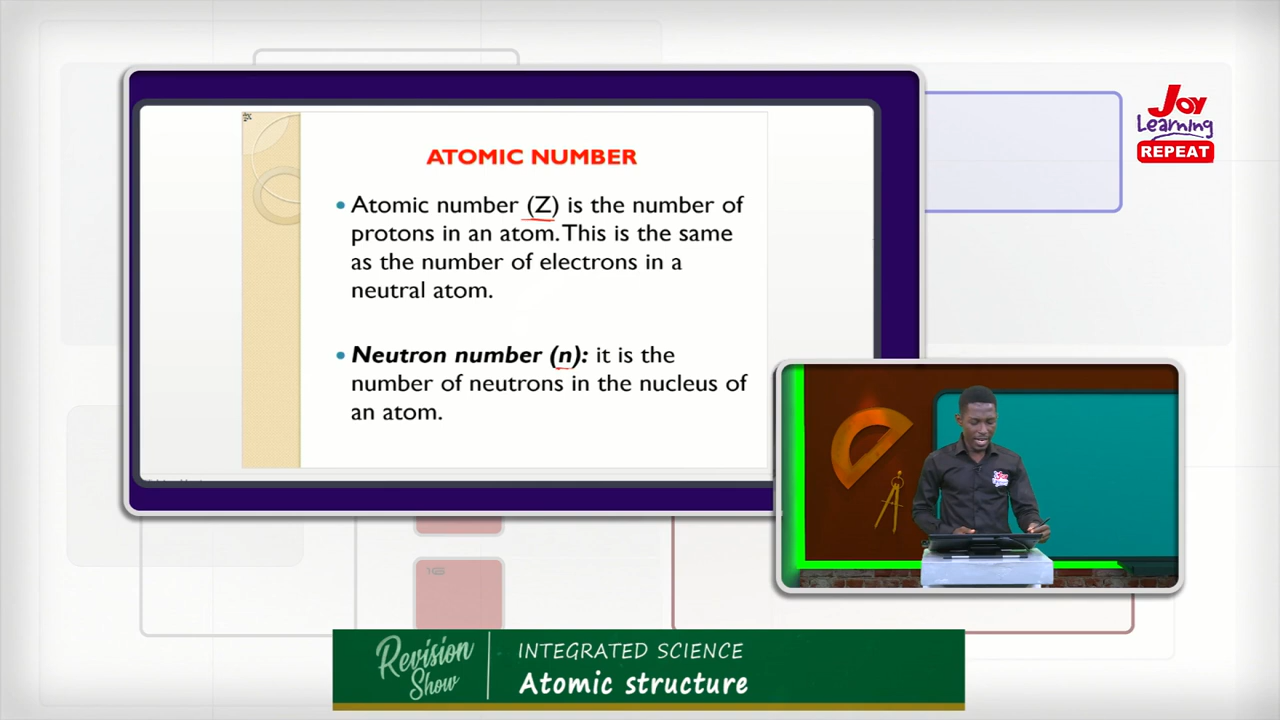 Joy
Learning
REPEAT
ATOMIC NUMBER
• Atomic number (Z) is the number of
protons in an atom. This is the same
as the number of electrons in a
neutral atom.
• Neutron number (n): it is the
number of neutrons in the nucleus of
an atom.
Revision
Show
INTEGRATED SCIENCE
Atomic structure